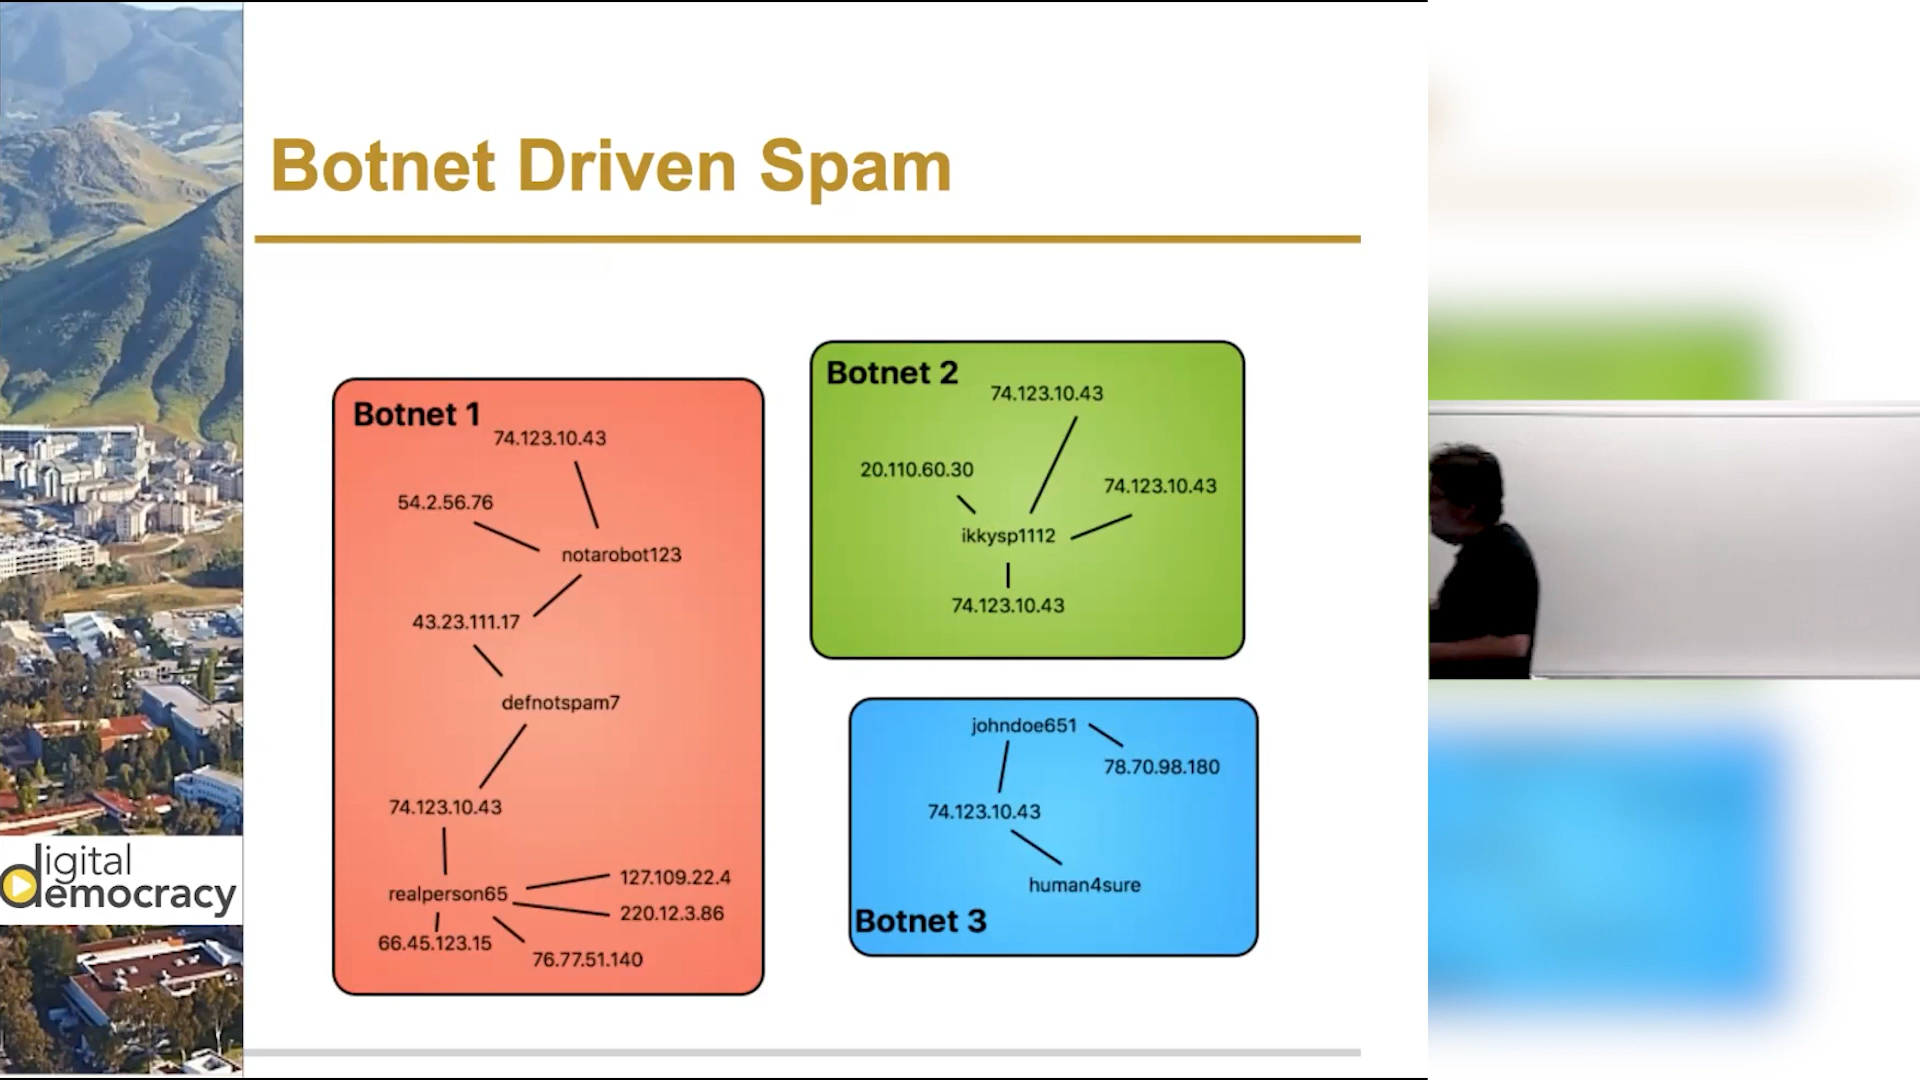 Botnet Driven Spam
Botnet 1
74.123.10.43
54.2.56.76
notarobot123
43.23.111.17
defnotspam7
74.123.10.43
realperson65
127.109.22.4
220.12.3.86
66.45.123.15
76.77.51.140
Botnet 2
74.123.10.43
20.110.60.30
74.123.10.43
ikkysp1112
74.123.10.43
johndoe651
78.70.98.180
74.123.10.43
human4sure
Botnet 3
digital
democracy